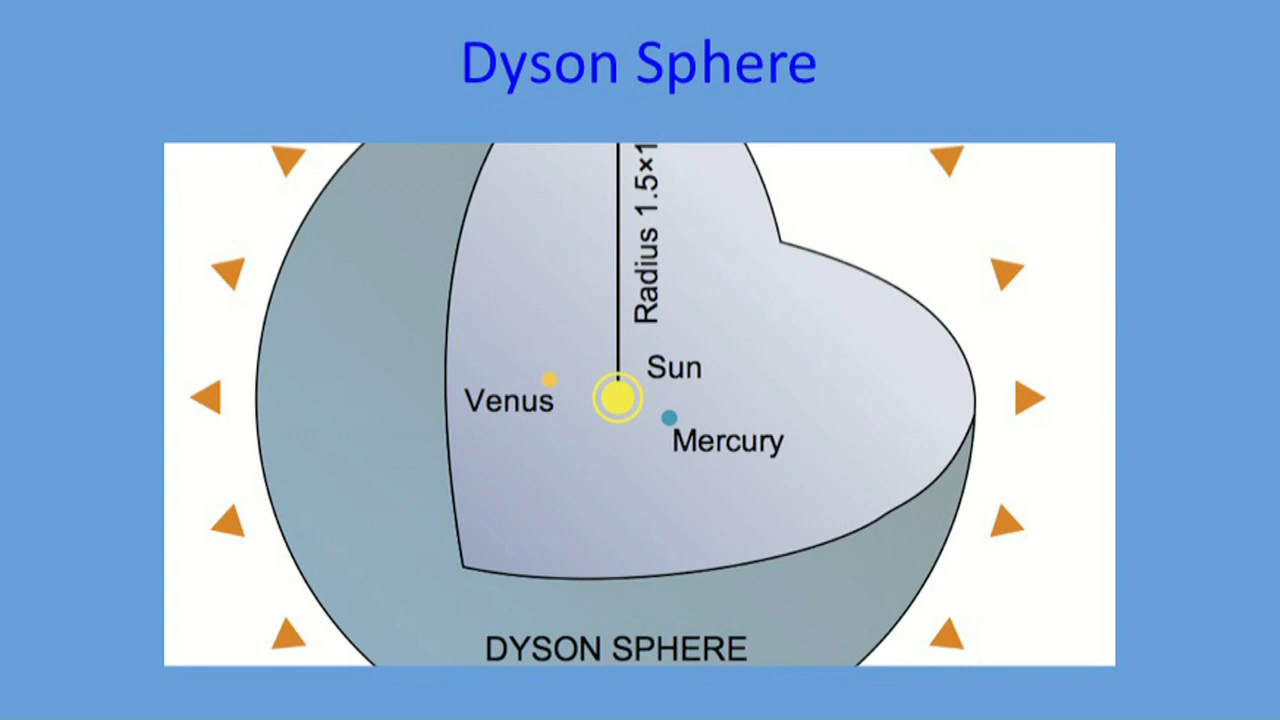 Dyson Sphere
Radius 1.5×1
Sun
Venus
Mercury
DYSON SPHERE